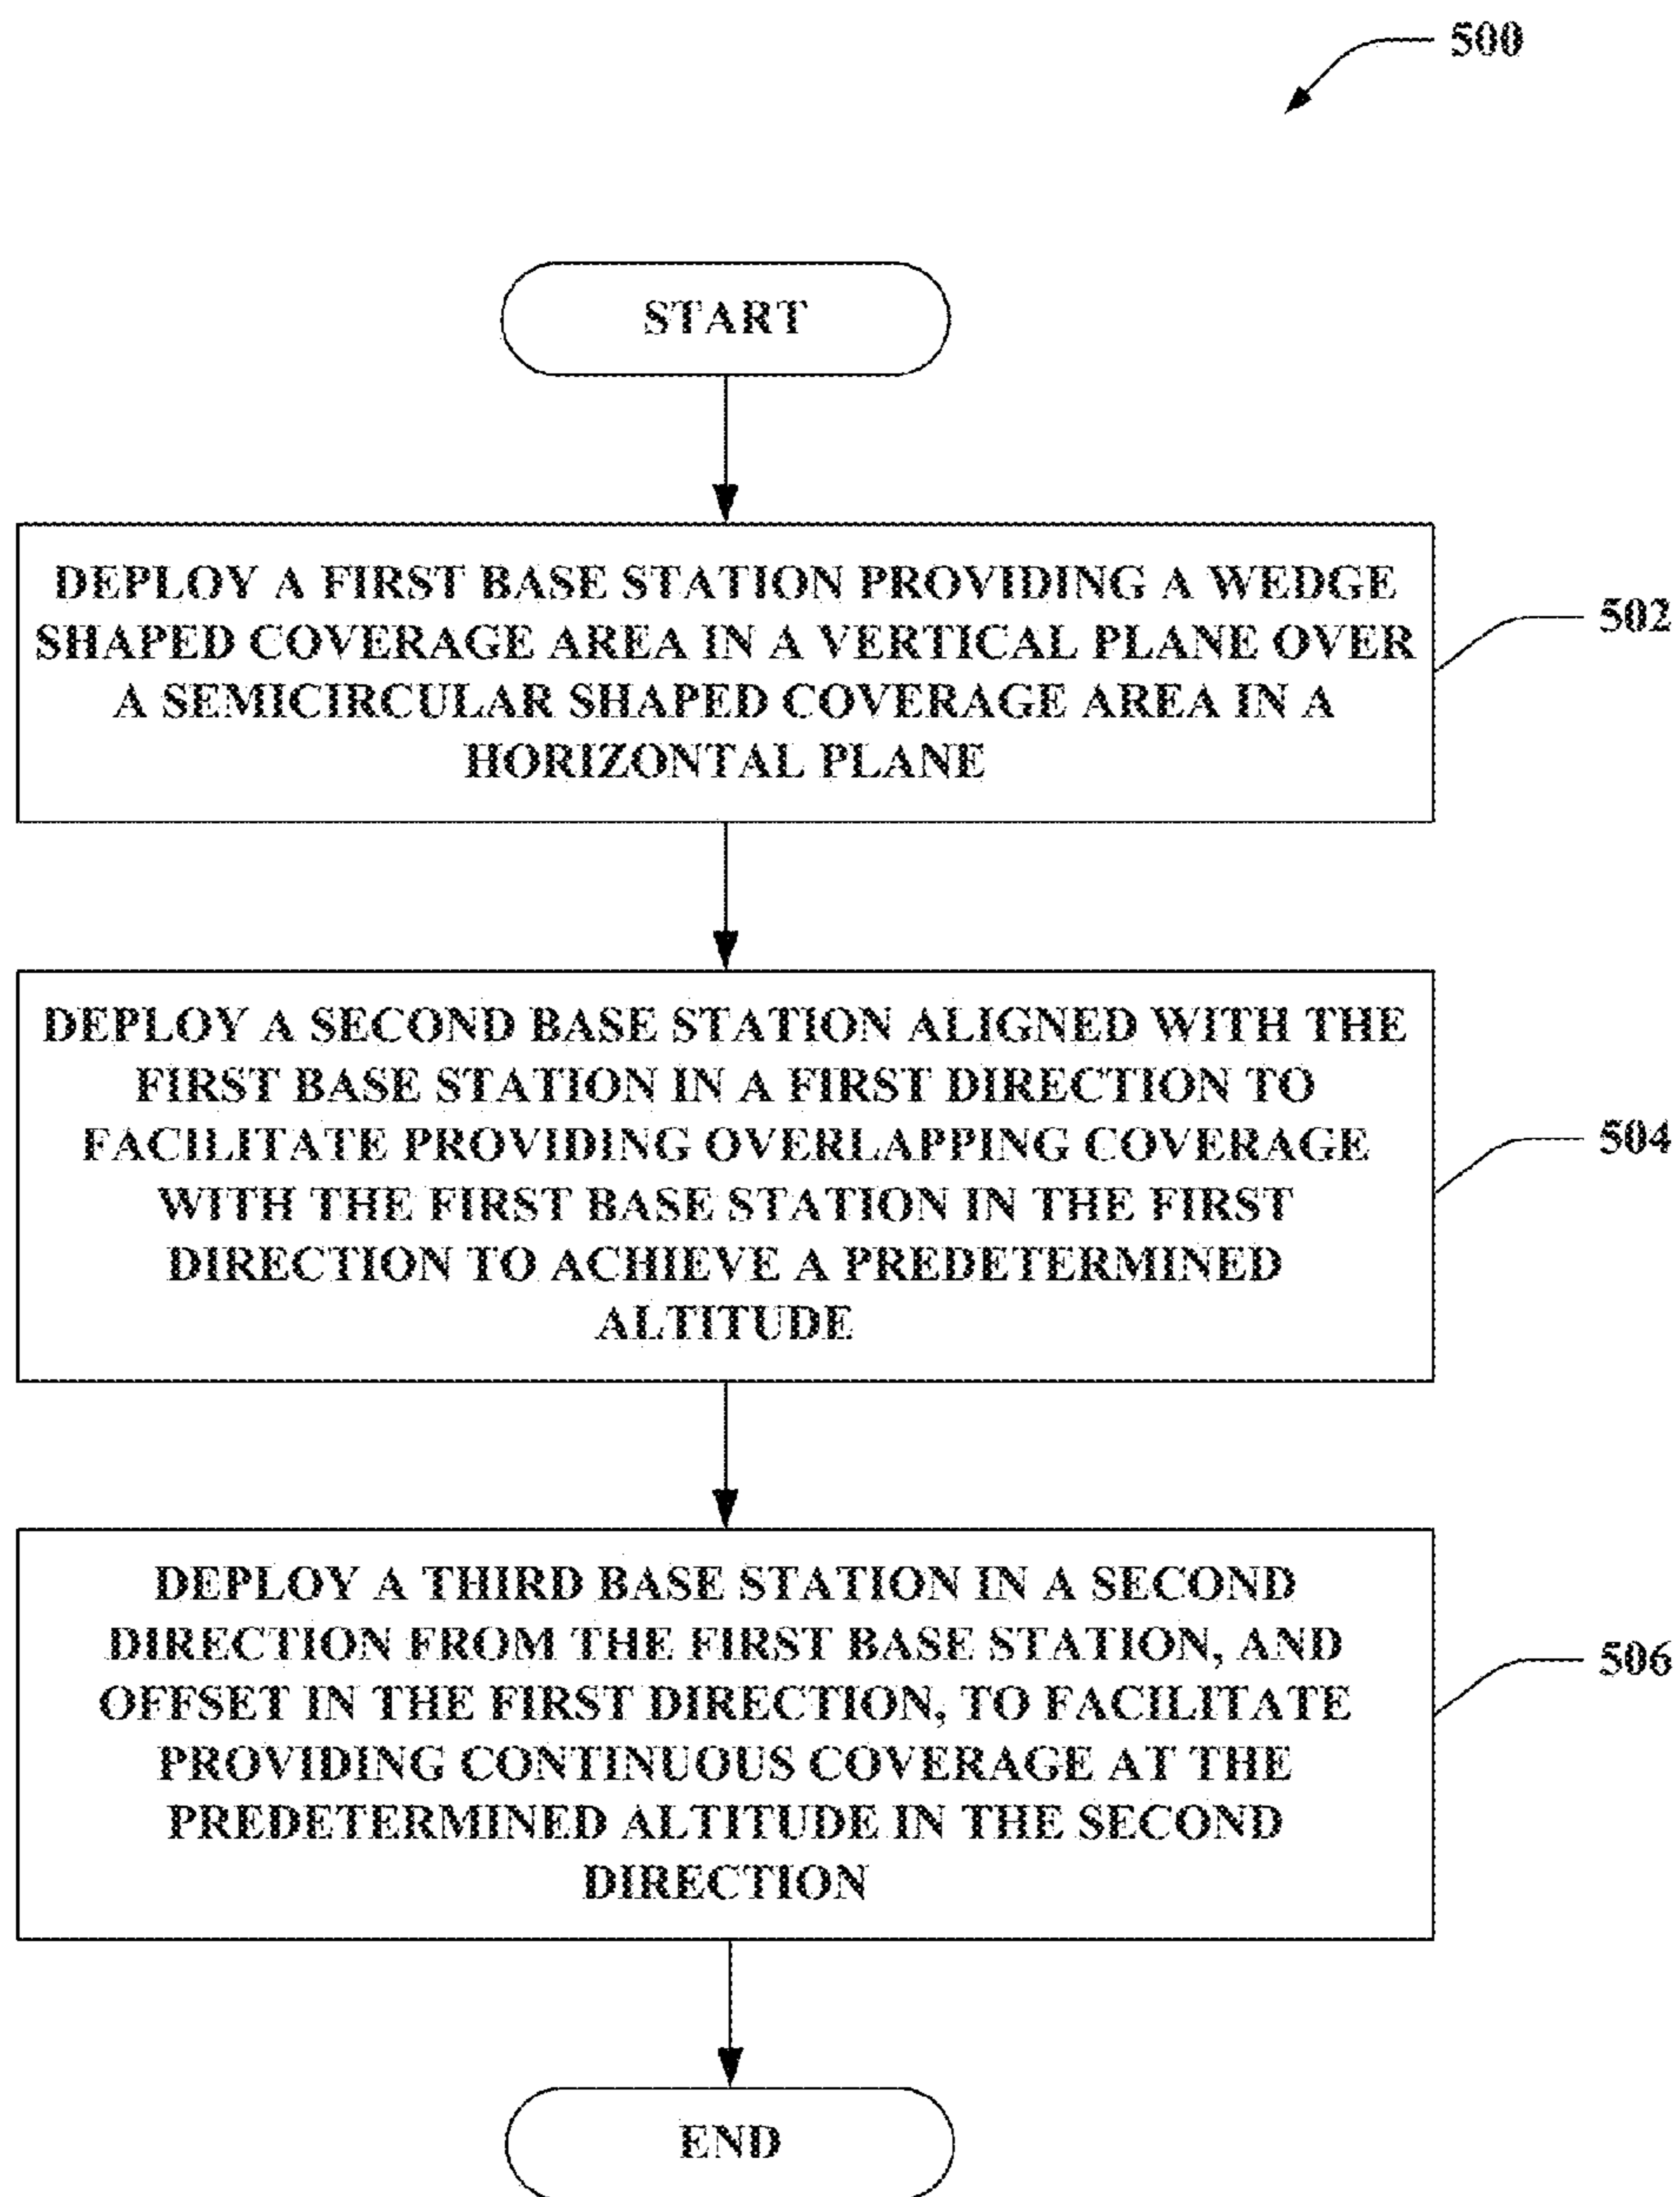 500
START
DEPLOY A FIRST BASE STATION PROVIDING A WEDGE
SHAPED COVERAGE AREA IN A VERTICAL PLANE OVER
A SEMICIRCULAR SHAPED COVERAGE AREA IN A
HORIZONTAL PLANE
502
DEPLOY A SECOND BASE STATION ALIGNED WITH THE
FIRST BASE STATION IN A FIRST DIRECTION TO
FACILITATE PROVIDING OVERLAPPING COVERAGE
WITH THE FIRST BASE STATION IN THE FIRST
DIRECTION TO ACHIEVE A PREDETERMINED
ALTITUDE
504
DEPLOY A THIRD BASE STATION IN A SECOND
DIRECTION FROM THE FIRST BASE STATION, AND
OFFSET IN THE FIRST DIRECTION, TO FACILITATE
PROVIDING CONTINUOUS COVERAGE AT THE
PREDETERMINED ALTITUDE IN THE SECOND
DIRECTION
506
END